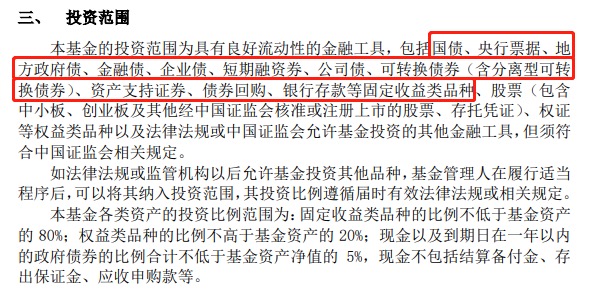 三、 投资范围
本基金的投资范围为具有良好流动性的金融工具，包括国债、央行票据、地
方政府债、金融债、企业债、短期融资券、公司债、可转换债券（含分离型可转
换债券）、资产支持证券、债券回购、银行存款等固定收益类品种、股票（包含
中小板、创业板及其他经中国证监会核准或注册上市的股票、存托凭证）、权证
等权益类品种以及法律法规或中国证监会允许基金投资的其他金融工具，但须符
合中国证监会相关规定。
如法律法规或监管机构以后允许基金投资其他品种，基金管理人在履行适当
程序后，可以将其纳入投资范围，其投资比例遵循届时有效法律法规或相关规定。
本基金各类资产的投资比例范围为：固定收益类品种的比例不低于基金资产
的 80%；权益类品种的比例不高于基金资产的 20%；现金以及到期日在一年以内
的政府债券的比例合计不低于基金资产净值的 5%，现金不包括结算备付金、存
出保证金、应收申购款等。